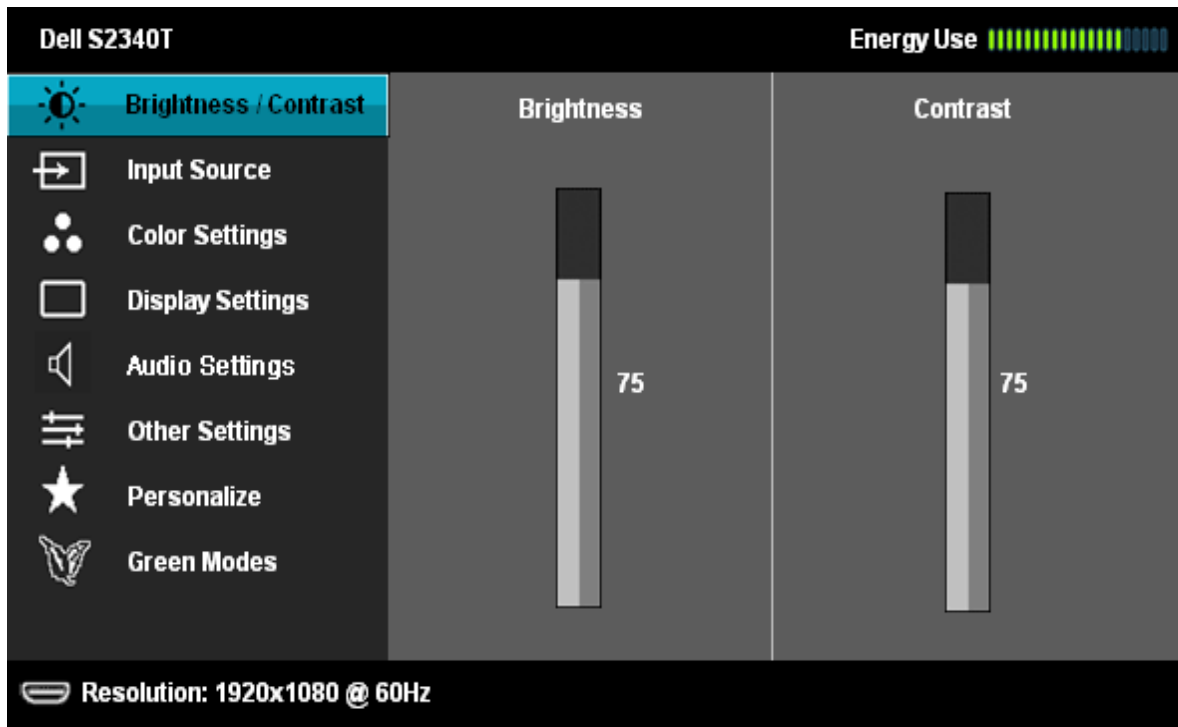 Dell S2340T
Energy Use
Brightness / Contrast
Brightness
Contrast
Input Source
Color Settings
Display Settings
Audio Settings
75
75
Other Settings
Personalize
Green Modes
Resolution: 1920x1080 @ 60Hz